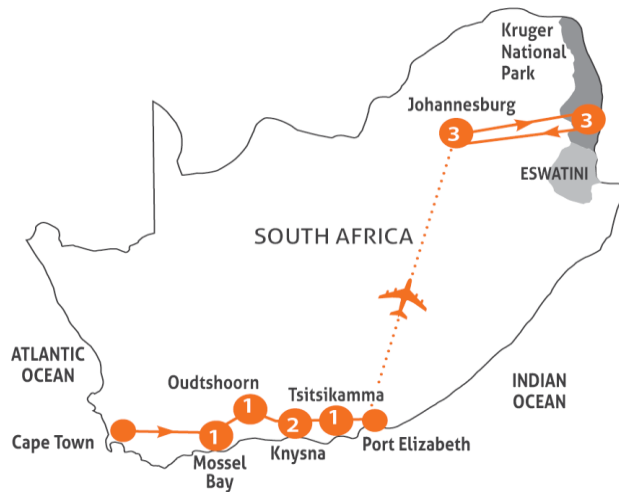 Kruger
National
Park
Johannesburg
3
3
ESWATINI
SOUTH AFRICA
ATLANTIC
OCEAN
Oudtshoorn
Tsitsikamma
INDIAN
OCEAN
1
1
2
1
Cape Town
Mossel
Bay
Knysna
Port Elizabeth